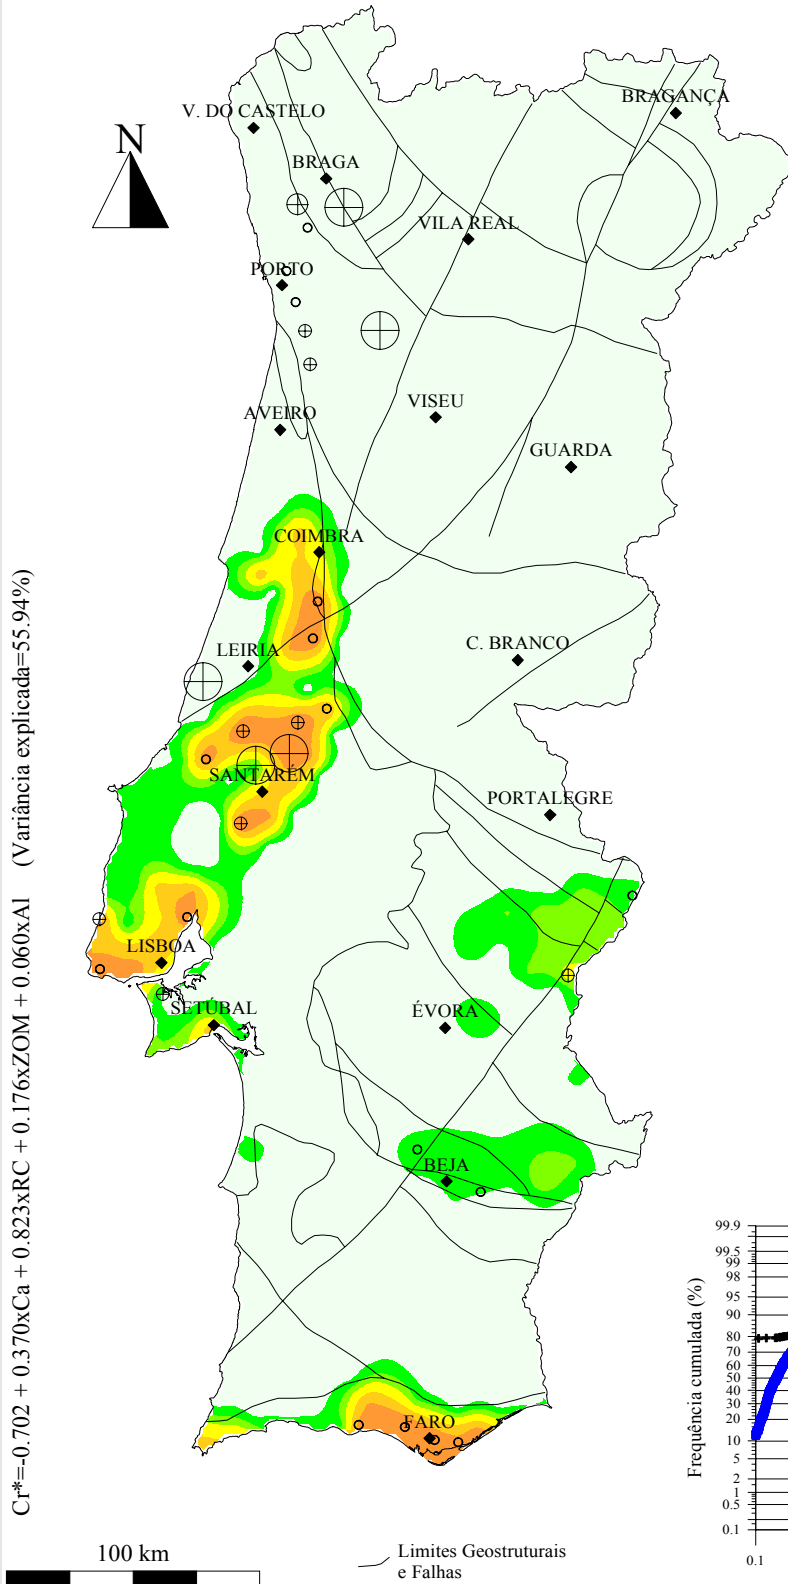 BRAGANÇA
V. DO CASTELO
N
BRAGA
VILA REAL
PORTO
VISEU
AVEIRO
GUARDA
COIMBRA
C. BRANCO
LEIRIA
SANTARÉM
PORTALEGRE
LISBOA
SETÚBAL
ÉVORA
BEJA
FARO
Cr*=-0.702 + 0.370xCa + 0.823xRC + 0.176xZOM + 0.060xAl (Variância explicada=55.94%)
Frequência cumulada (%)
99.9
99.5
99
98
95
90
80
70
60
50
40
30
20
10
5
2
1
0.5
0.1
0.1
100 km
Limites Geostruturais
e Falhas